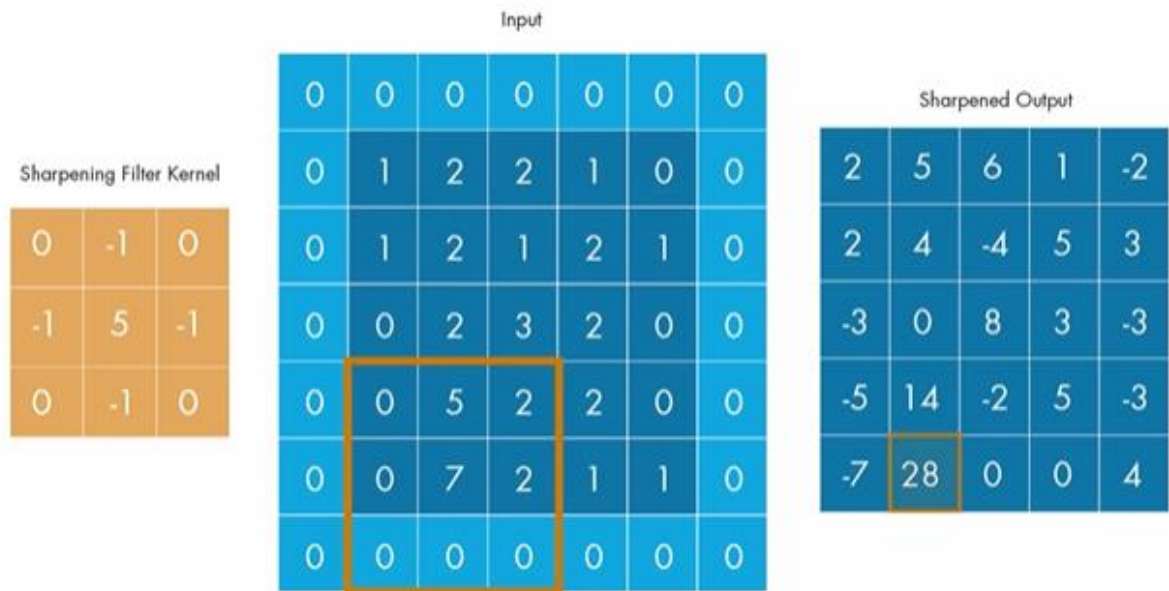 Input
Sharpening Filter Kernel
0 -1 0
-1 5 -1
0 -1 0
0 0 0 0 0 0 0
0 1 2 2 1 0 0
0 1 2 1 2 1 0
0 0 2 3 2 0 0
0 0 5 2 2 0 0
0 0 7 2 1 1 0
0 0 0 0 0 0 0
Sharpened Output
2 5 6 1 -2
2 4 -4 5 3
-3 0 8 3 -3
-5 14 -2 5 -3
-7 28 0 0 4